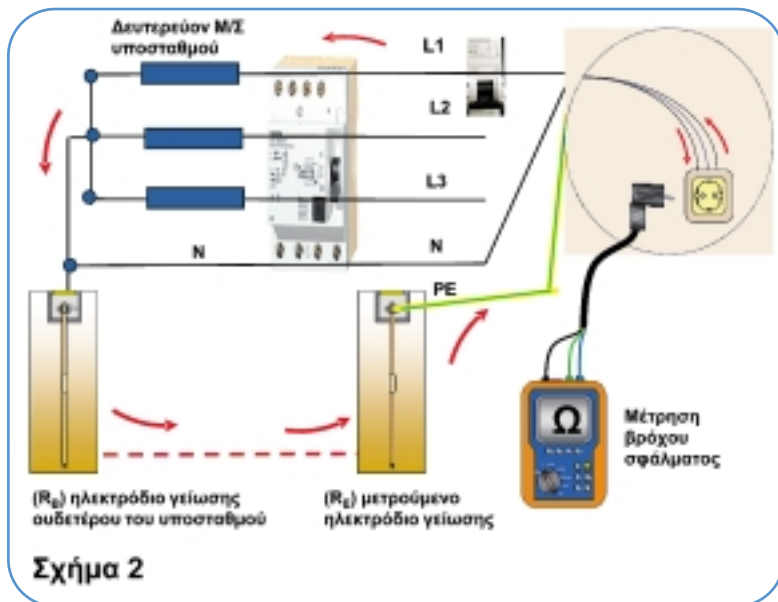 Δευτερεύον Μ/Σ
υποσταθμού
L1
L2
L3
N
N
PE
Ω
Μέτρηση
βρόχου
σφάλματος
(RB) ηλεκτρόδιο γείωσης
ουδετέρου του υποσταθμού
(RE) μετρούμενο
ηλεκτρόδιο γείωσης
Σχήμα 2